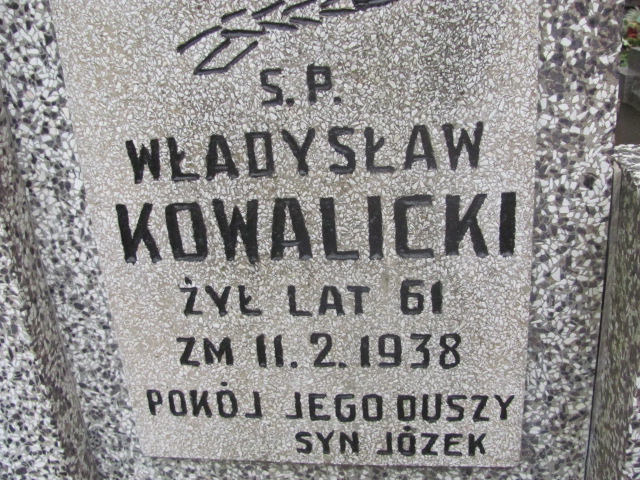 S. P.
WŁADYSŁAW
KOWALICKI
ŻYŁ LAT 61
ZM 11. 2. 1938
POKÓJ JEGO DUSZY
SYN JÓZEK